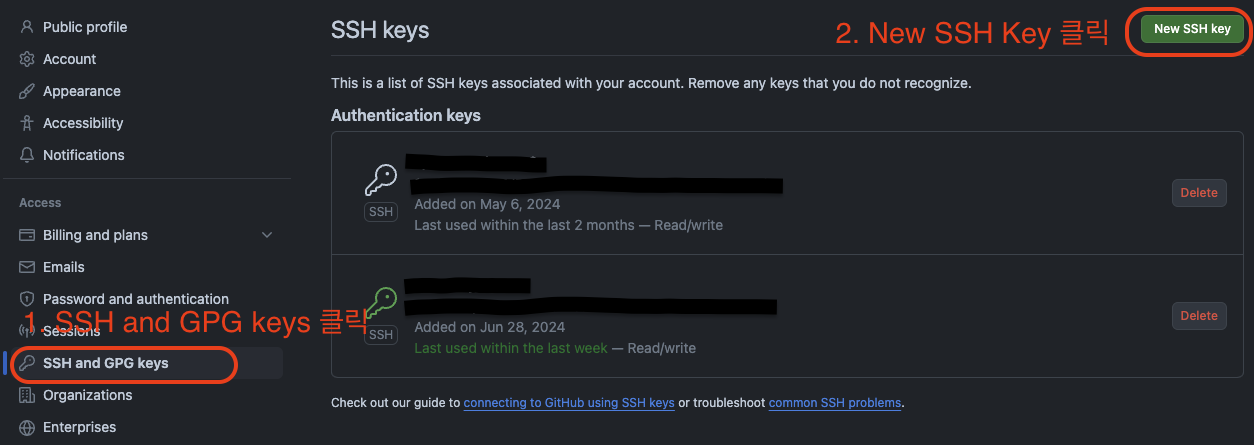 Public profile
Account
Appearance
Accessibility
Notifications
Access
Billing and plans
Emails
Password and authentication
1. SSH and GPG keys 클릭
Sessions
SSH and GPG keys
Organizations
Enterprises
SSH keys
2. New SSH Key 클릭
New SSH key
This is a list of SSH keys associated with your account. Remove any keys that you do not recognize.
Authentication keys
SSH
Added on May 6, 2024
Last used within the last 2 months — Read/write
Delete
SSH
Added on Jun 28, 2024
Last used within the last week — Read/write
Delete
Check out our guide to connecting to GitHub using SSH keys or troubleshoot common SSH problems.